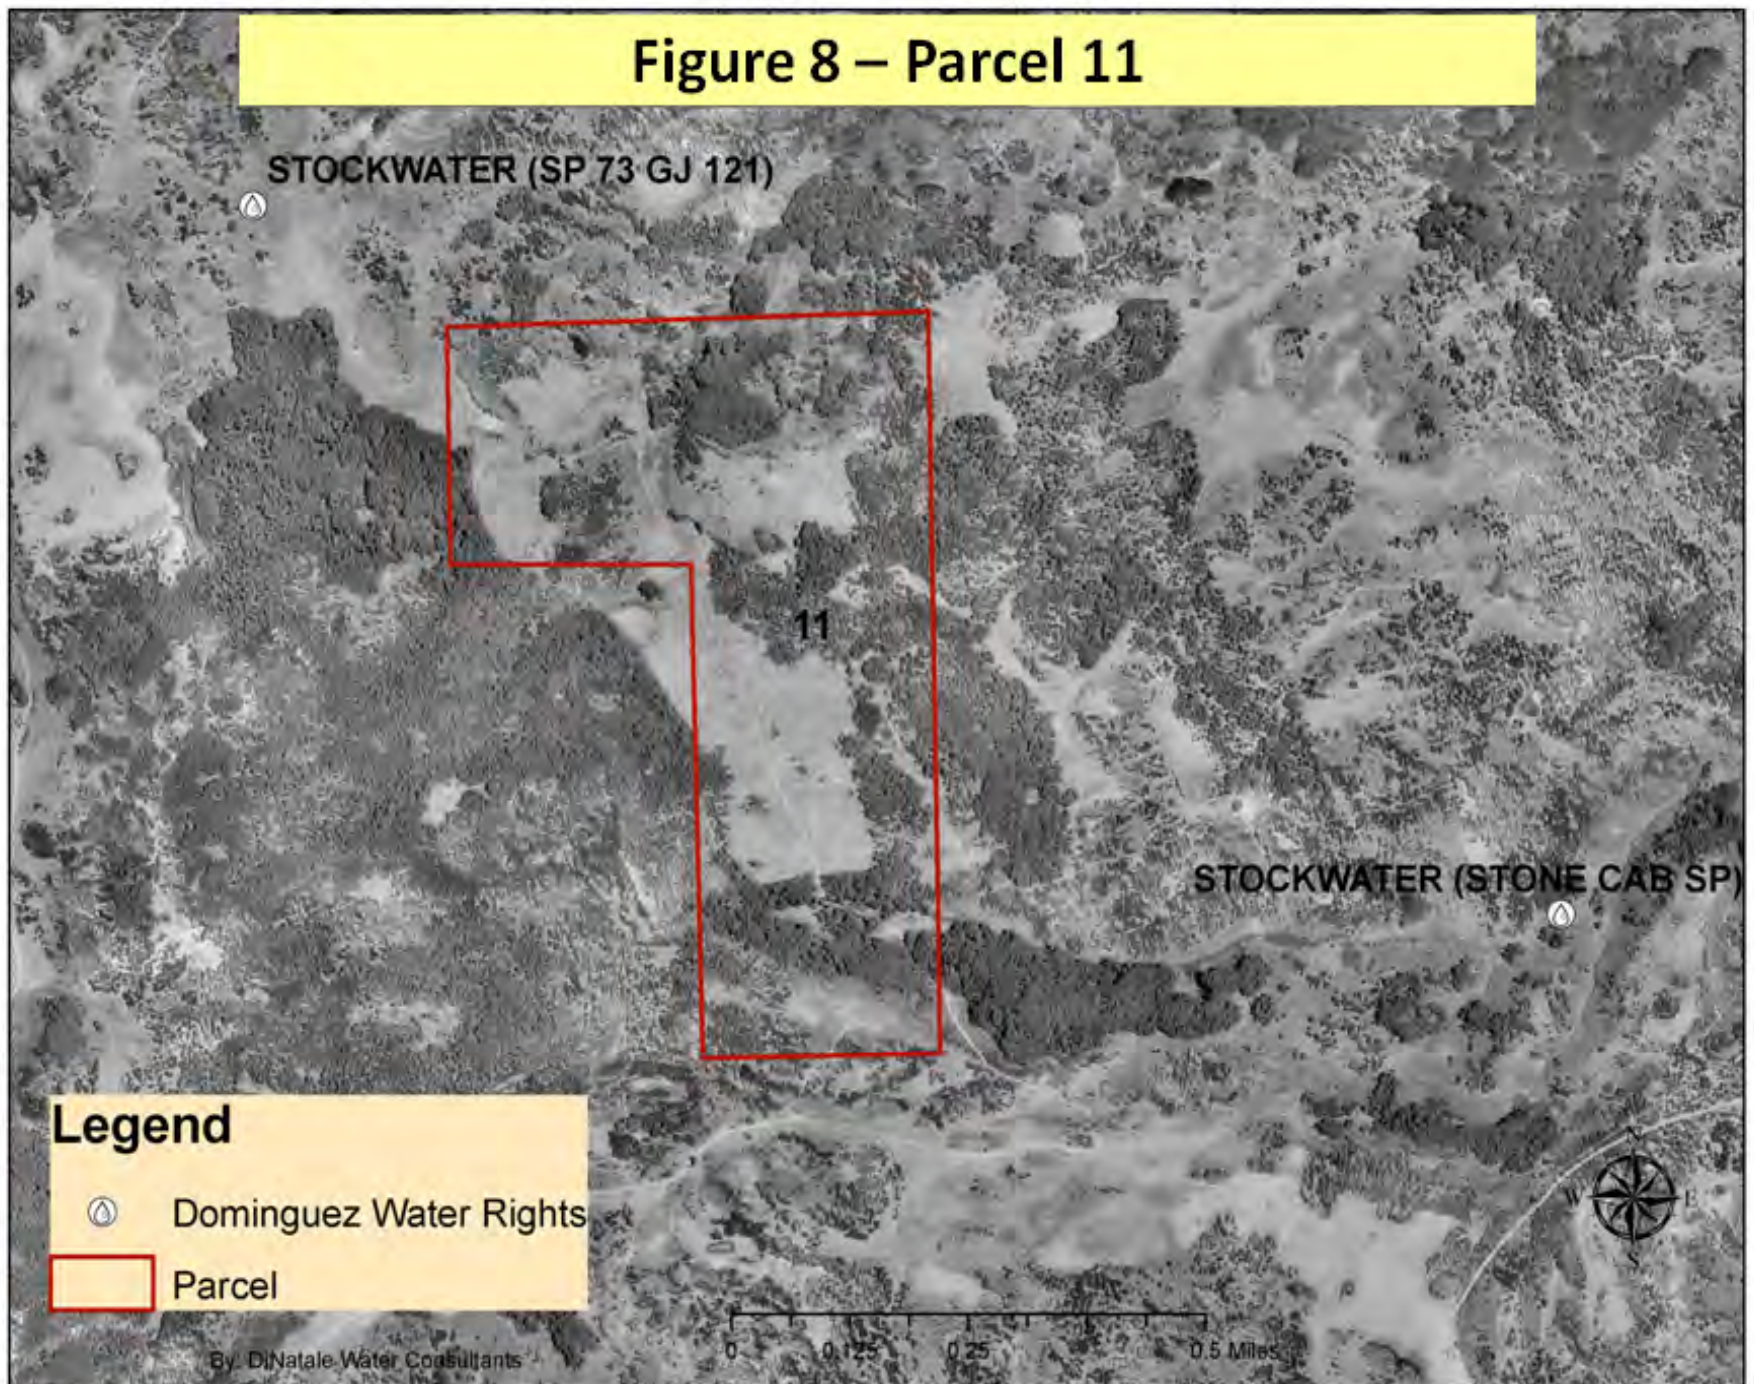 Figure 8 – Parcel 11
STOCKWATER (SP 73 GJ 121)
11
STOCKWATER (STONE CAB SP)
Legend
Dominguez Water Rights
Parcel
N
W
E
S
0 0.125 0.25 0.5 Miles
By: DiNatale Water Consultants